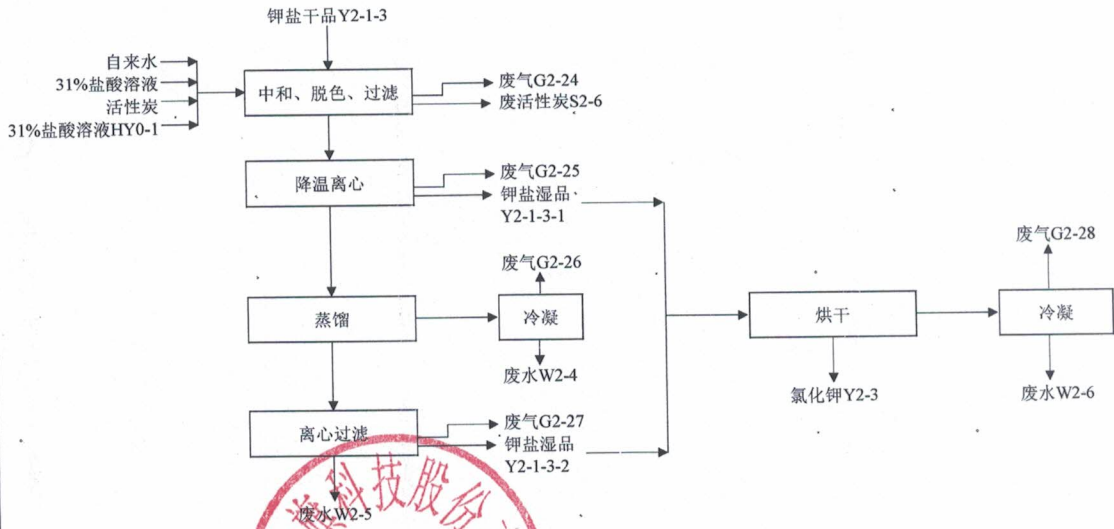 钾盐干品Y2-1-3
自来水
31%盐酸溶液
活性炭
31%盐酸溶液HY0-1
中和、脱色、过滤
废气G2-24
废活性炭S2-6
降温离心
废气G2-25
钾盐湿品
Y2-1-3-1
废气G2-26
蒸馏
冷凝
废水W2-4
烘干
氯化钾Y2-3
废气G2-28
冷凝
废水W2-6
离心过滤
废气G2-27
钾盐湿品
Y2-1-3-2
废水W2-5
科技股份